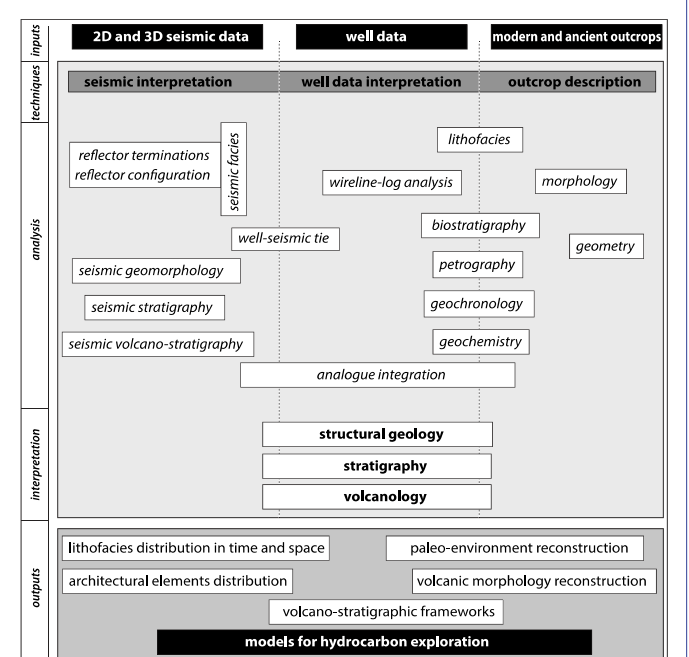 inputs
2D and 3D seismic data
well data
modern and ancient outcrops
techniques
seismic interpretation
well data interpretation
outcrop description
analysis
reflector terminations
reflector configuration
seismic facies
lithofacies
wireline-log analysis
morphology
well-seismic tie
biostratigraphy
geometry
seismic geomorphology
petrography
seismic stratigraphy
geochronology
seismic volcano-stratigraphy
geochemistry
analogue integration
interpretation
structural geology
stratigraphy
volcanology
outputs
lithofacies distribution in time and space
paleo-environment reconstruction
architectural elements distribution
volcanic morphology reconstruction
volcano-stratigraphic frameworks
models for hydrocarbon exploration